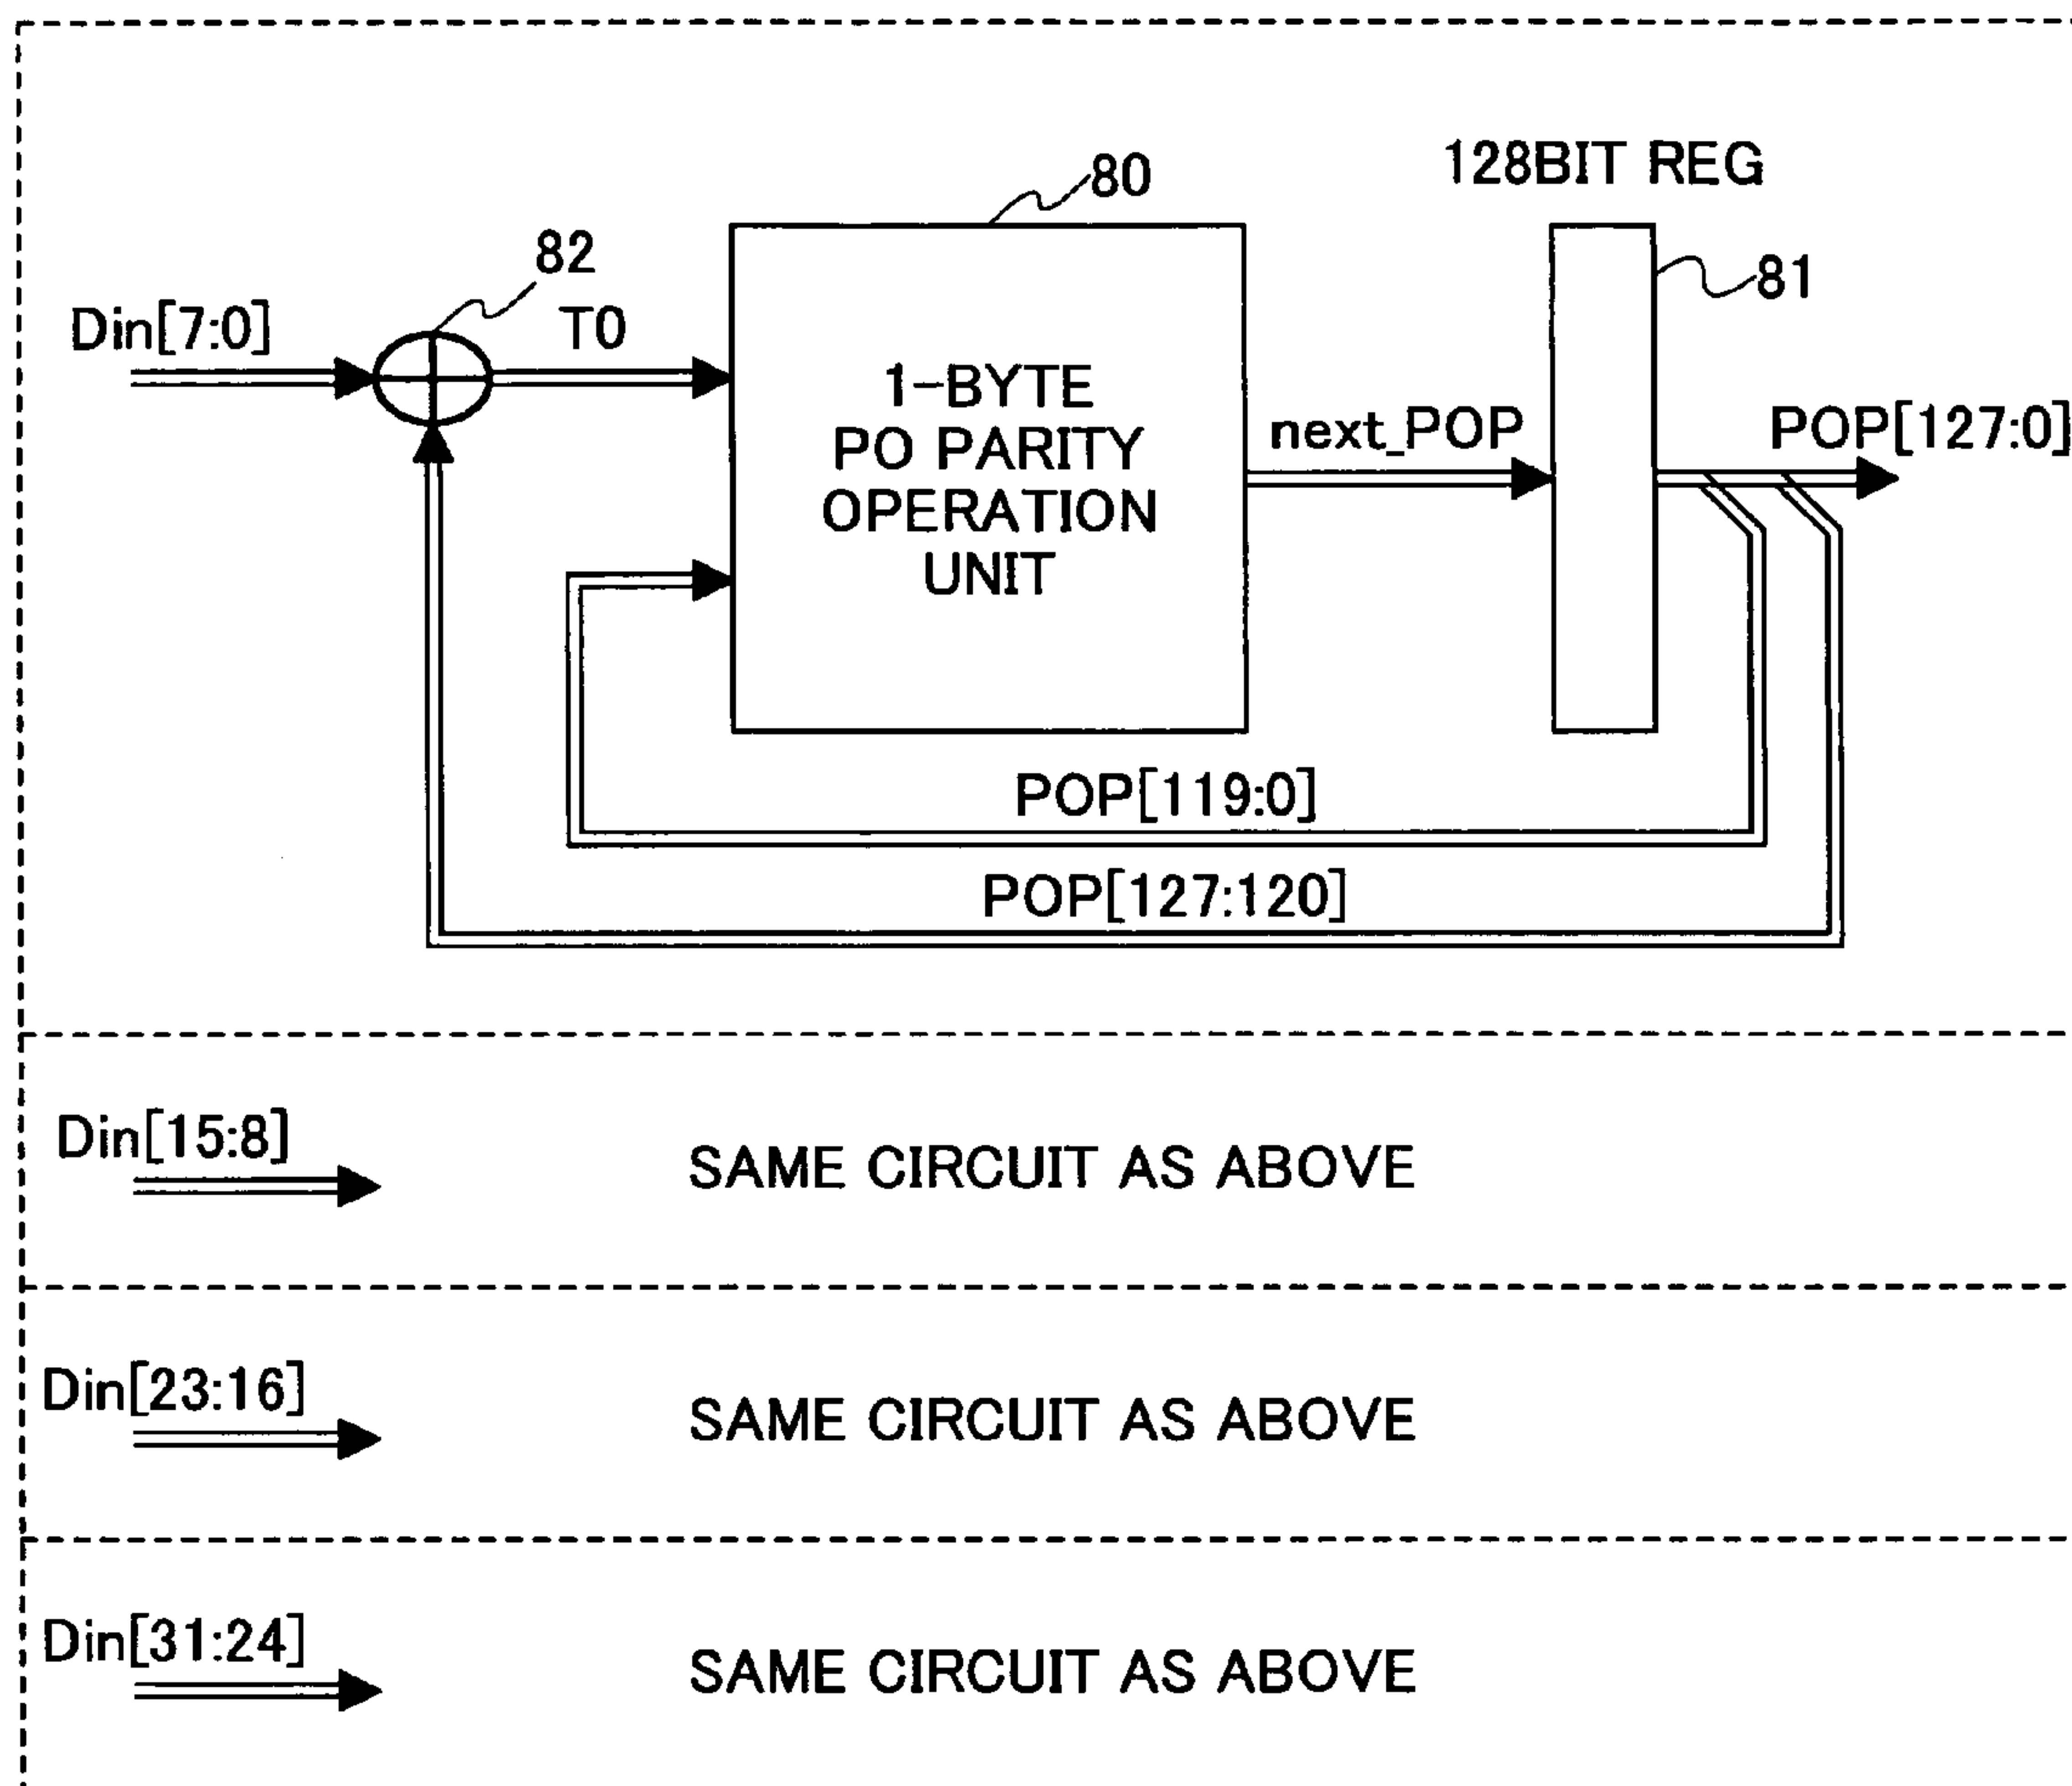 128BIT REG
80
82
81
Din[7:0]
T0
1-BYTE
PO PARITY
OPERATION
UNIT
next_POP
POP[127:0]
POP[119:0]
POP[127:120]
Din[15:8]
SAME CIRCUIT AS ABOVE
Din[23:16]
SAME CIRCUIT AS ABOVE
Din[31:24]
SAME CIRCUIT AS ABOVE